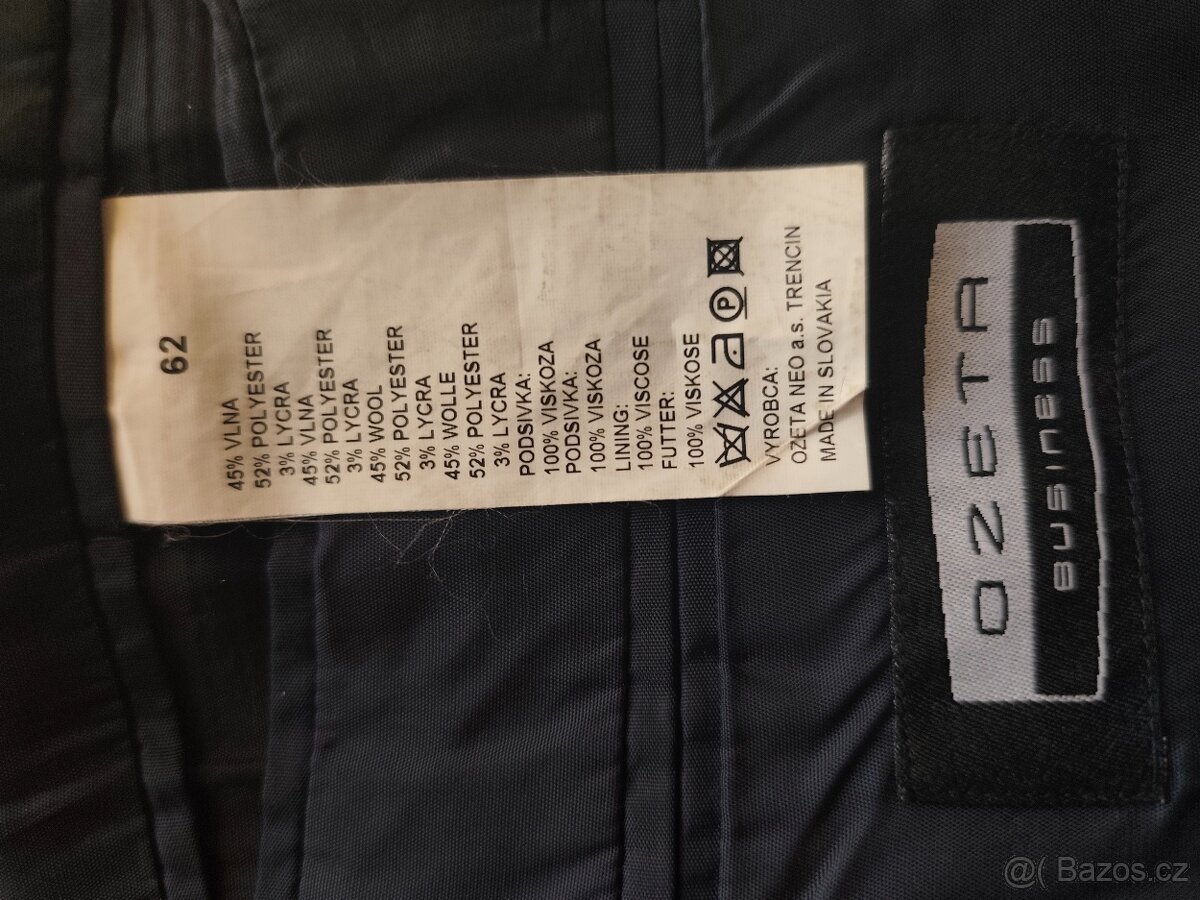 62
45% VLNA
52% POLYESTER
3% LYCRA
45% VLNA
52% POLYESTER
3% LYCRA
45% WOOL
52% POLYESTER
3% LYCRA
45% WOLLE
52% POLYESTER
3% LYCRA
PODSIVKA:
100% VISKOZA
PODSIVKA:
100% VISKOZA
LINING:
100% VISCOSE
FUTTER:
100% VISKOSE
P
VYROBCA:
OZETA NEO a.s. TRENCIN
MADE IN SLOVAKIA
OZETA
BUSINESS
@( Bazos.cz